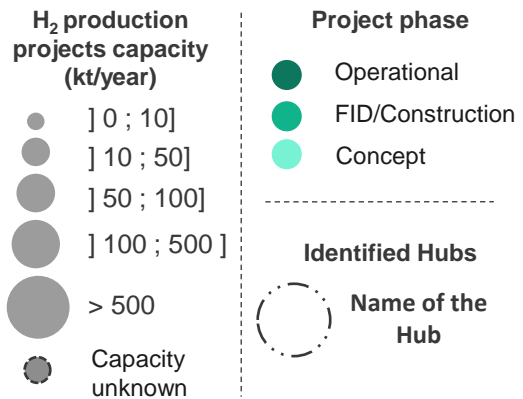 H₂ production
projects capacity
(kt/year)
] 0 ; 10]
] 10 ; 50]
] 50 ; 100]
] 100 ; 500 ]
> 500
Capacity
unknown
Project phase
Operational
FID/Construction
Concept
Identified Hubs
Name of the
Hub